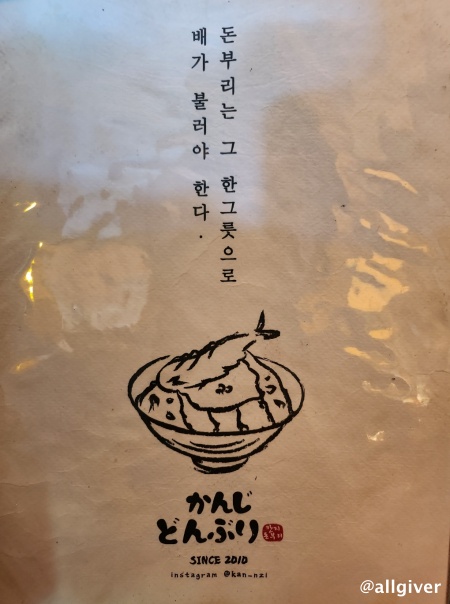 돈부리는 그 한그릇으로
배가 불러야 한다.
かんじ
どんぶり
SINCE 2010
instagram @kan_nzi
@allgiver